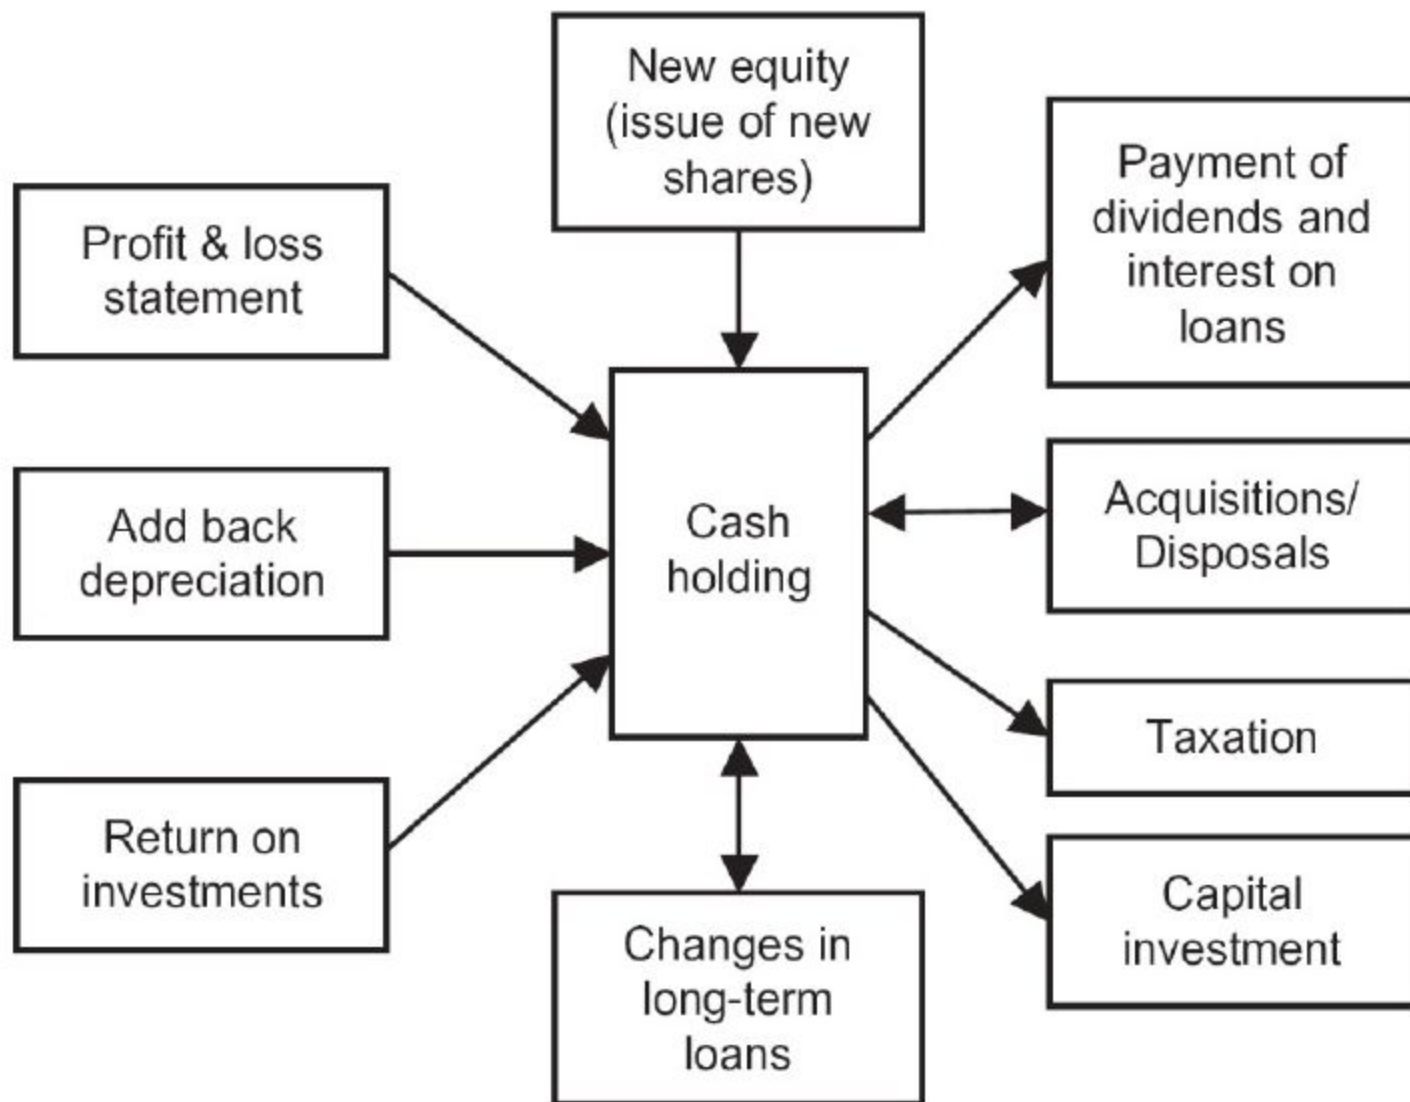 New equity
(issue of new
shares)
Profit & loss
statement
Payment of
dividends and
interest on
loans
Add back
depreciation
Cash
holding
Acquisitions/
Disposals
Taxation
Return on
investments
Capital
investment
Changes in
long-term
loans